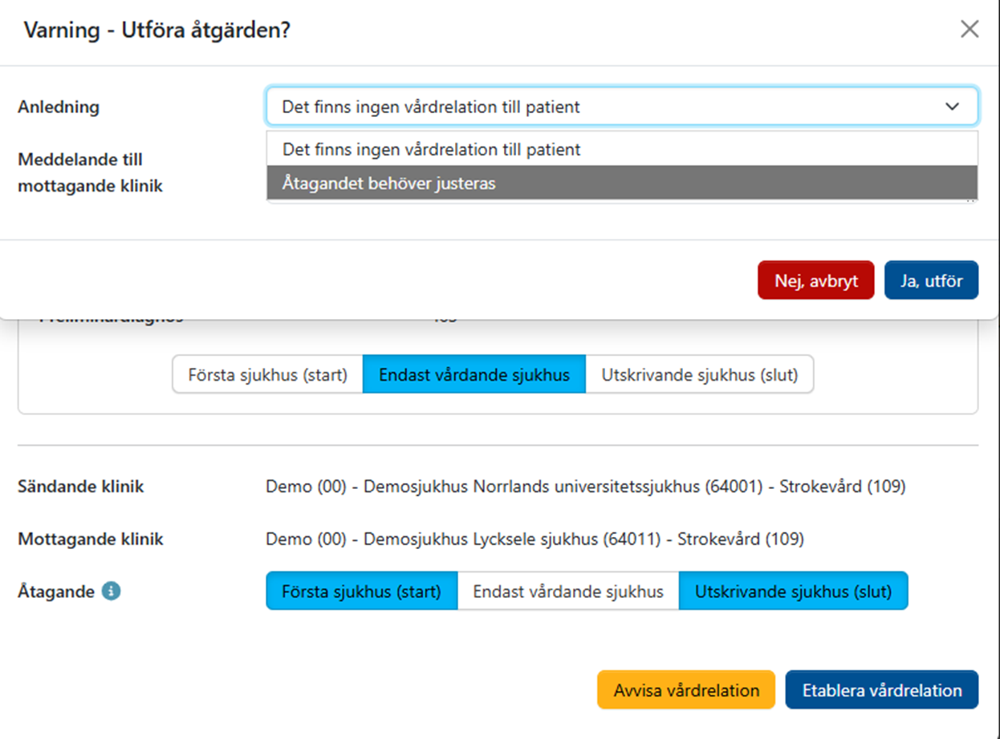 Varning - Utföra åtgärden?
Anledning
Det finns ingen vårdrelation till patient
Det finns ingen vårdrelation till patient
Åtagandet behöver justeras
Meddelande till
mottagande klinik
Nej, avbryt
Ja, utför
Första sjukhus (start)
Endast vårdande sjukhus
Utskrivande sjukhus (slut)
Sändande klinik
Demo (00) - Demosjukhus Norrlands universitetssjukhus (64001) - Strokevård (109)
Mottagande klinik
Demo (00) - Demosjukhus Lycksele sjukhus (64011) - Strokevård (109)
Åtagande
Första sjukhus (start)
Endast vårdande sjukhus
Utskrivande sjukhus (slut)
Avvisa vårdrelation
Etablera vårdrelation